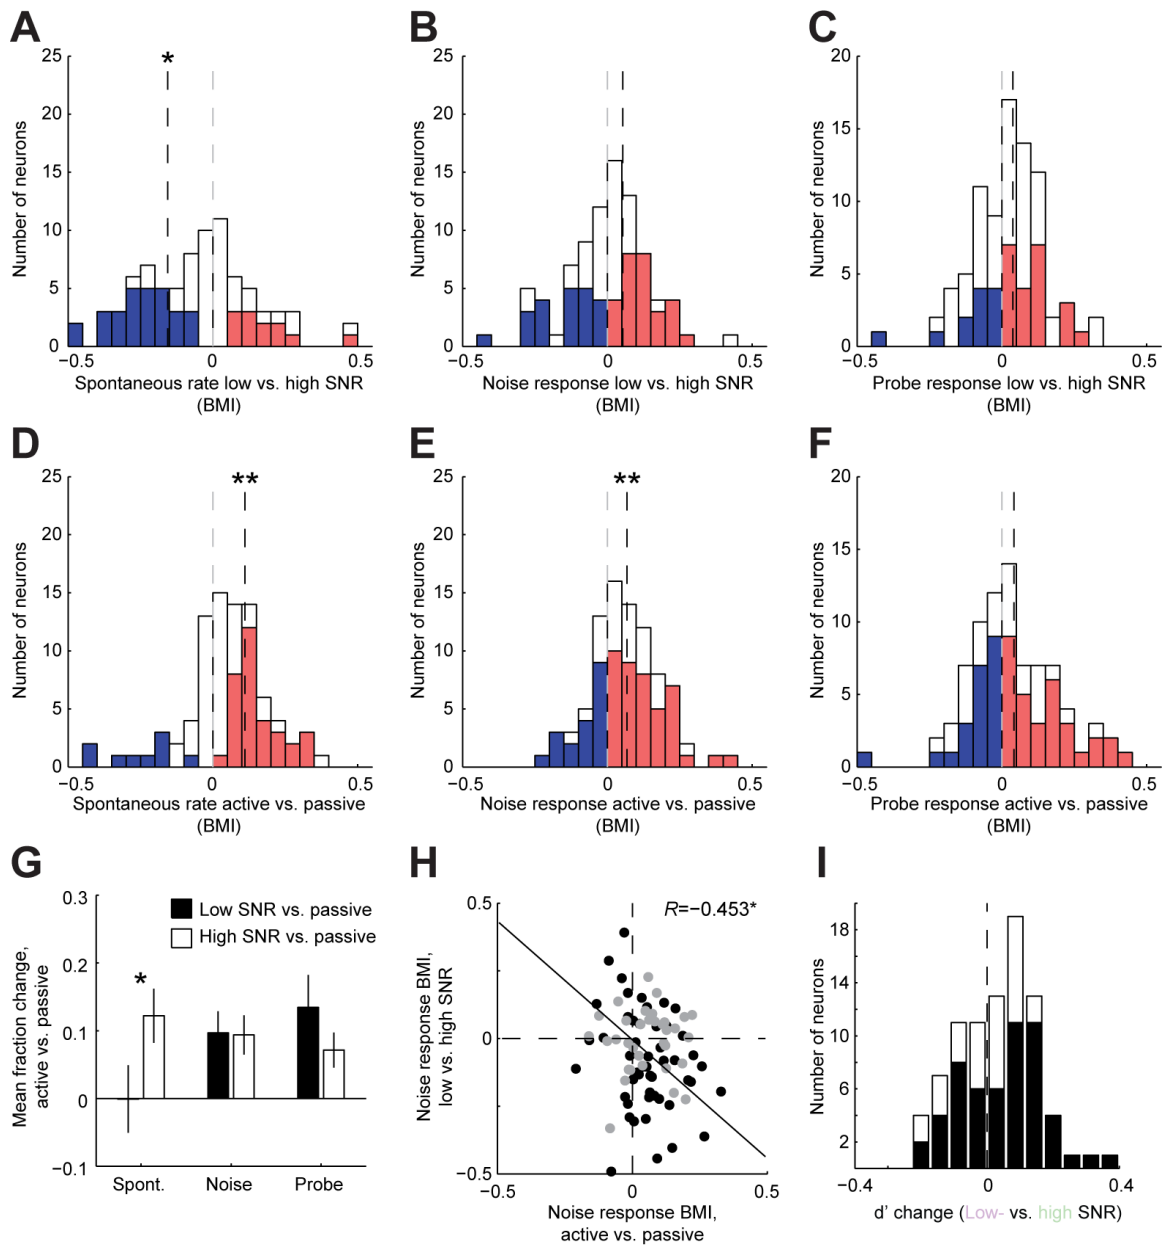 A
B
C
25
20
15
10
5
0
Number of neurons
*
−0.5
0
0.5
Spontaneous rate low vs. high SNR
(BMI)
25
20
15
10
5
0
Number of neurons
−0.5
0
0.5
Noise response low vs. high SNR
(BMI)
20
15
10
5
0
Number of neurons
−0.5
0
0.5
Probe response low vs. high SNR
(BMI)
D
E
F
25
20
15
10
5
0
Number of neurons
**
−0.5
0
0.5
Spontaneous rate active vs. passive
(BMI)
25
20
15
10
5
0
Number of neurons
**
−0.5
0
0.5
Noise response active vs. passive
(BMI)
20
15
10
5
0
Number of neurons
−0.5
0
0.5
Probe response active vs. passive
(BMI)
G
H
I
0.3
0.2
0.1
0
−0.1
Mean fraction change,
active vs. passive
Low SNR vs. passive
High SNR vs. passive
*
Spont.
Noise
Probe
0.5
0
−0.5
Noise response BMI,
low vs. high SNR
R=−0.453*
−0.5
0
0.5
Noise response BMI,
active vs. passive
18
14
10
6
2
Number of neurons
−0.4
0
0.4
d' change (Low- vs. high SNR)